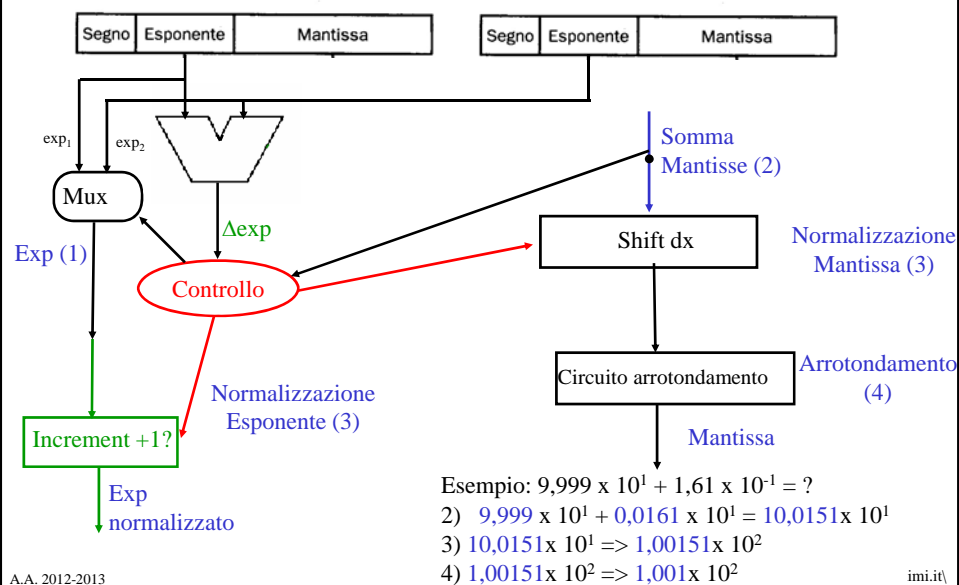 Segno Esponente Mantissa
Segno Esponente Mantissa
exp1 exp2
Mux
Δexp
Exp (1)
Controllo
Somma
Mantisse (2)
Shift dx
Normalizzazione
Mantissa (3)
Circuito arrotondamento
Arrotondamento
(4)
Mantissa
Normalizzazione
Esponente (3)
Increment +1?
Exp
normalizzato
Esempio: 9,999 x 10¹ + 1,61 x 10⁻¹ = ?
2) 9,999 x 10¹ + 0,0161 x 10¹ = 10,0151x 10¹
3) 10,0151x 10¹ => 1,00151x 10²
4) 1,00151x 10² => 1,001x 10²
A.A. 2012-2013
imi.it\